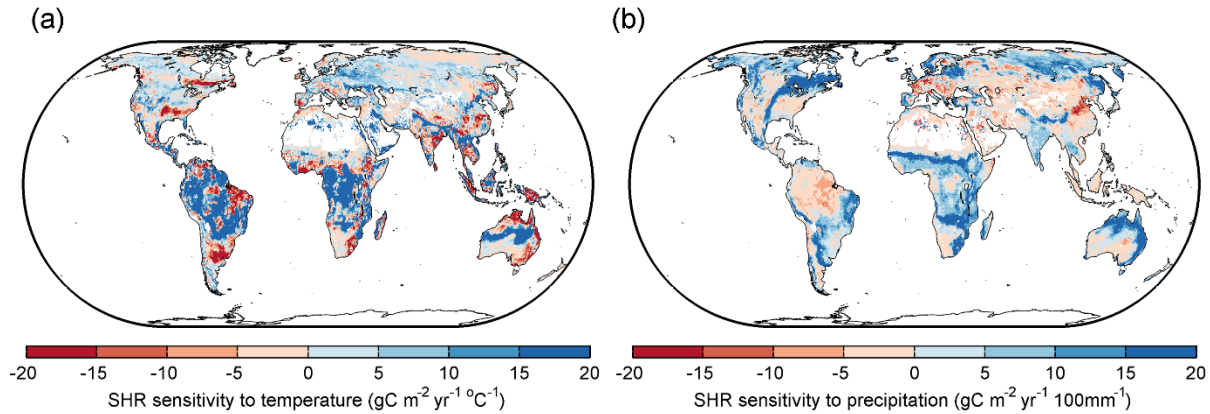 (a)
(b)
-20 -15 -10 -5 0 5 10 15 20
SHR sensitivity to temperature (gC m⁻² yr⁻¹ °C⁻¹)
-20 -15 -10 -5 0 5 10 15 20
SHR sensitivity to precipitation (gC m⁻² yr⁻¹ 100mm⁻¹)